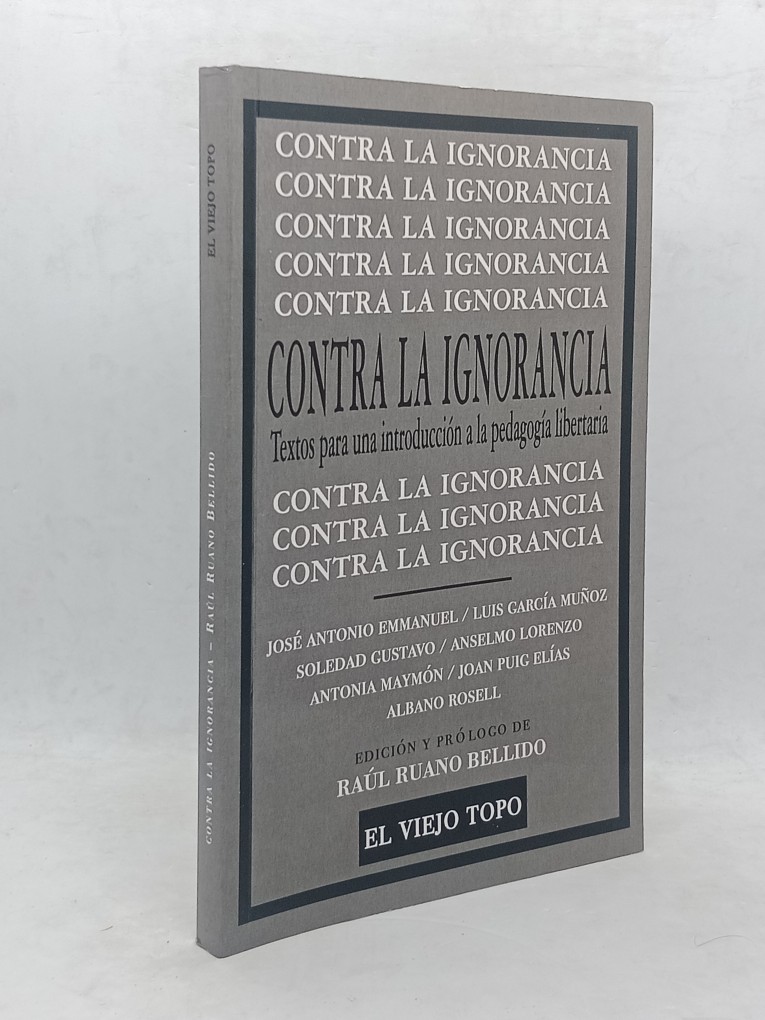 EL VIEJO TOPO
CONTRA LA IGNORANCIA – RAÚL RUANO BELLIDO
CONTRA LA IGNORANCIA
CONTRA LA IGNORANCIA
CONTRA LA IGNORANCIA
CONTRA LA IGNORANCIA
CONTRA LA IGNORANCIA
CONTRA LA IGNORANCIA
Textos para una introducción a la pedagogía libertaria
CONTRA LA IGNORANCIA
CONTRA LA IGNORANCIA
CONTRA LA IGNORANCIA
JOSÉ ANTONIO EMMANUEL / LUIS GARCÍA MUÑOZ
SOLEDAD GUSTAVO / ANSELMO LORENZO
ANTONIA MAYMÓN / JOAN PUIG ELÍAS
ALBANO ROSELL
EDICIÓN Y PRÓLOGO DE
RAÚL RUANO BELLIDO
EL VIEJO TOPO